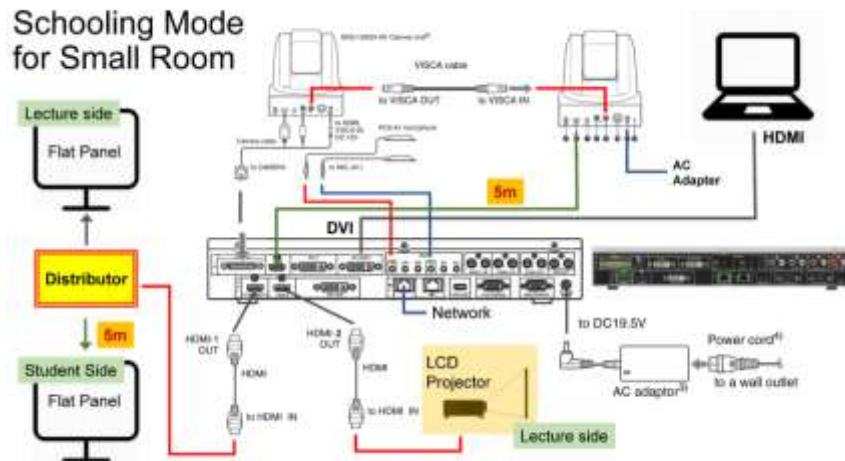 Schooling Mode
for Small Room
VISCA cable
to VISCA OUT
to VISCA IN
Lecture side
Flat Panel
HDMI
AC
Adapter
5m
DVI
Distributor
Network
5m
HDMI-1
OUT
HDMI-2
OUT
to DC19.5V
Power cord
Student Side
Flat Panel
HDMI
HDMI
LCD
Projector
AC adaptor
to a wall outlet
to HDMI IN
to HDMI IN
Lecture side